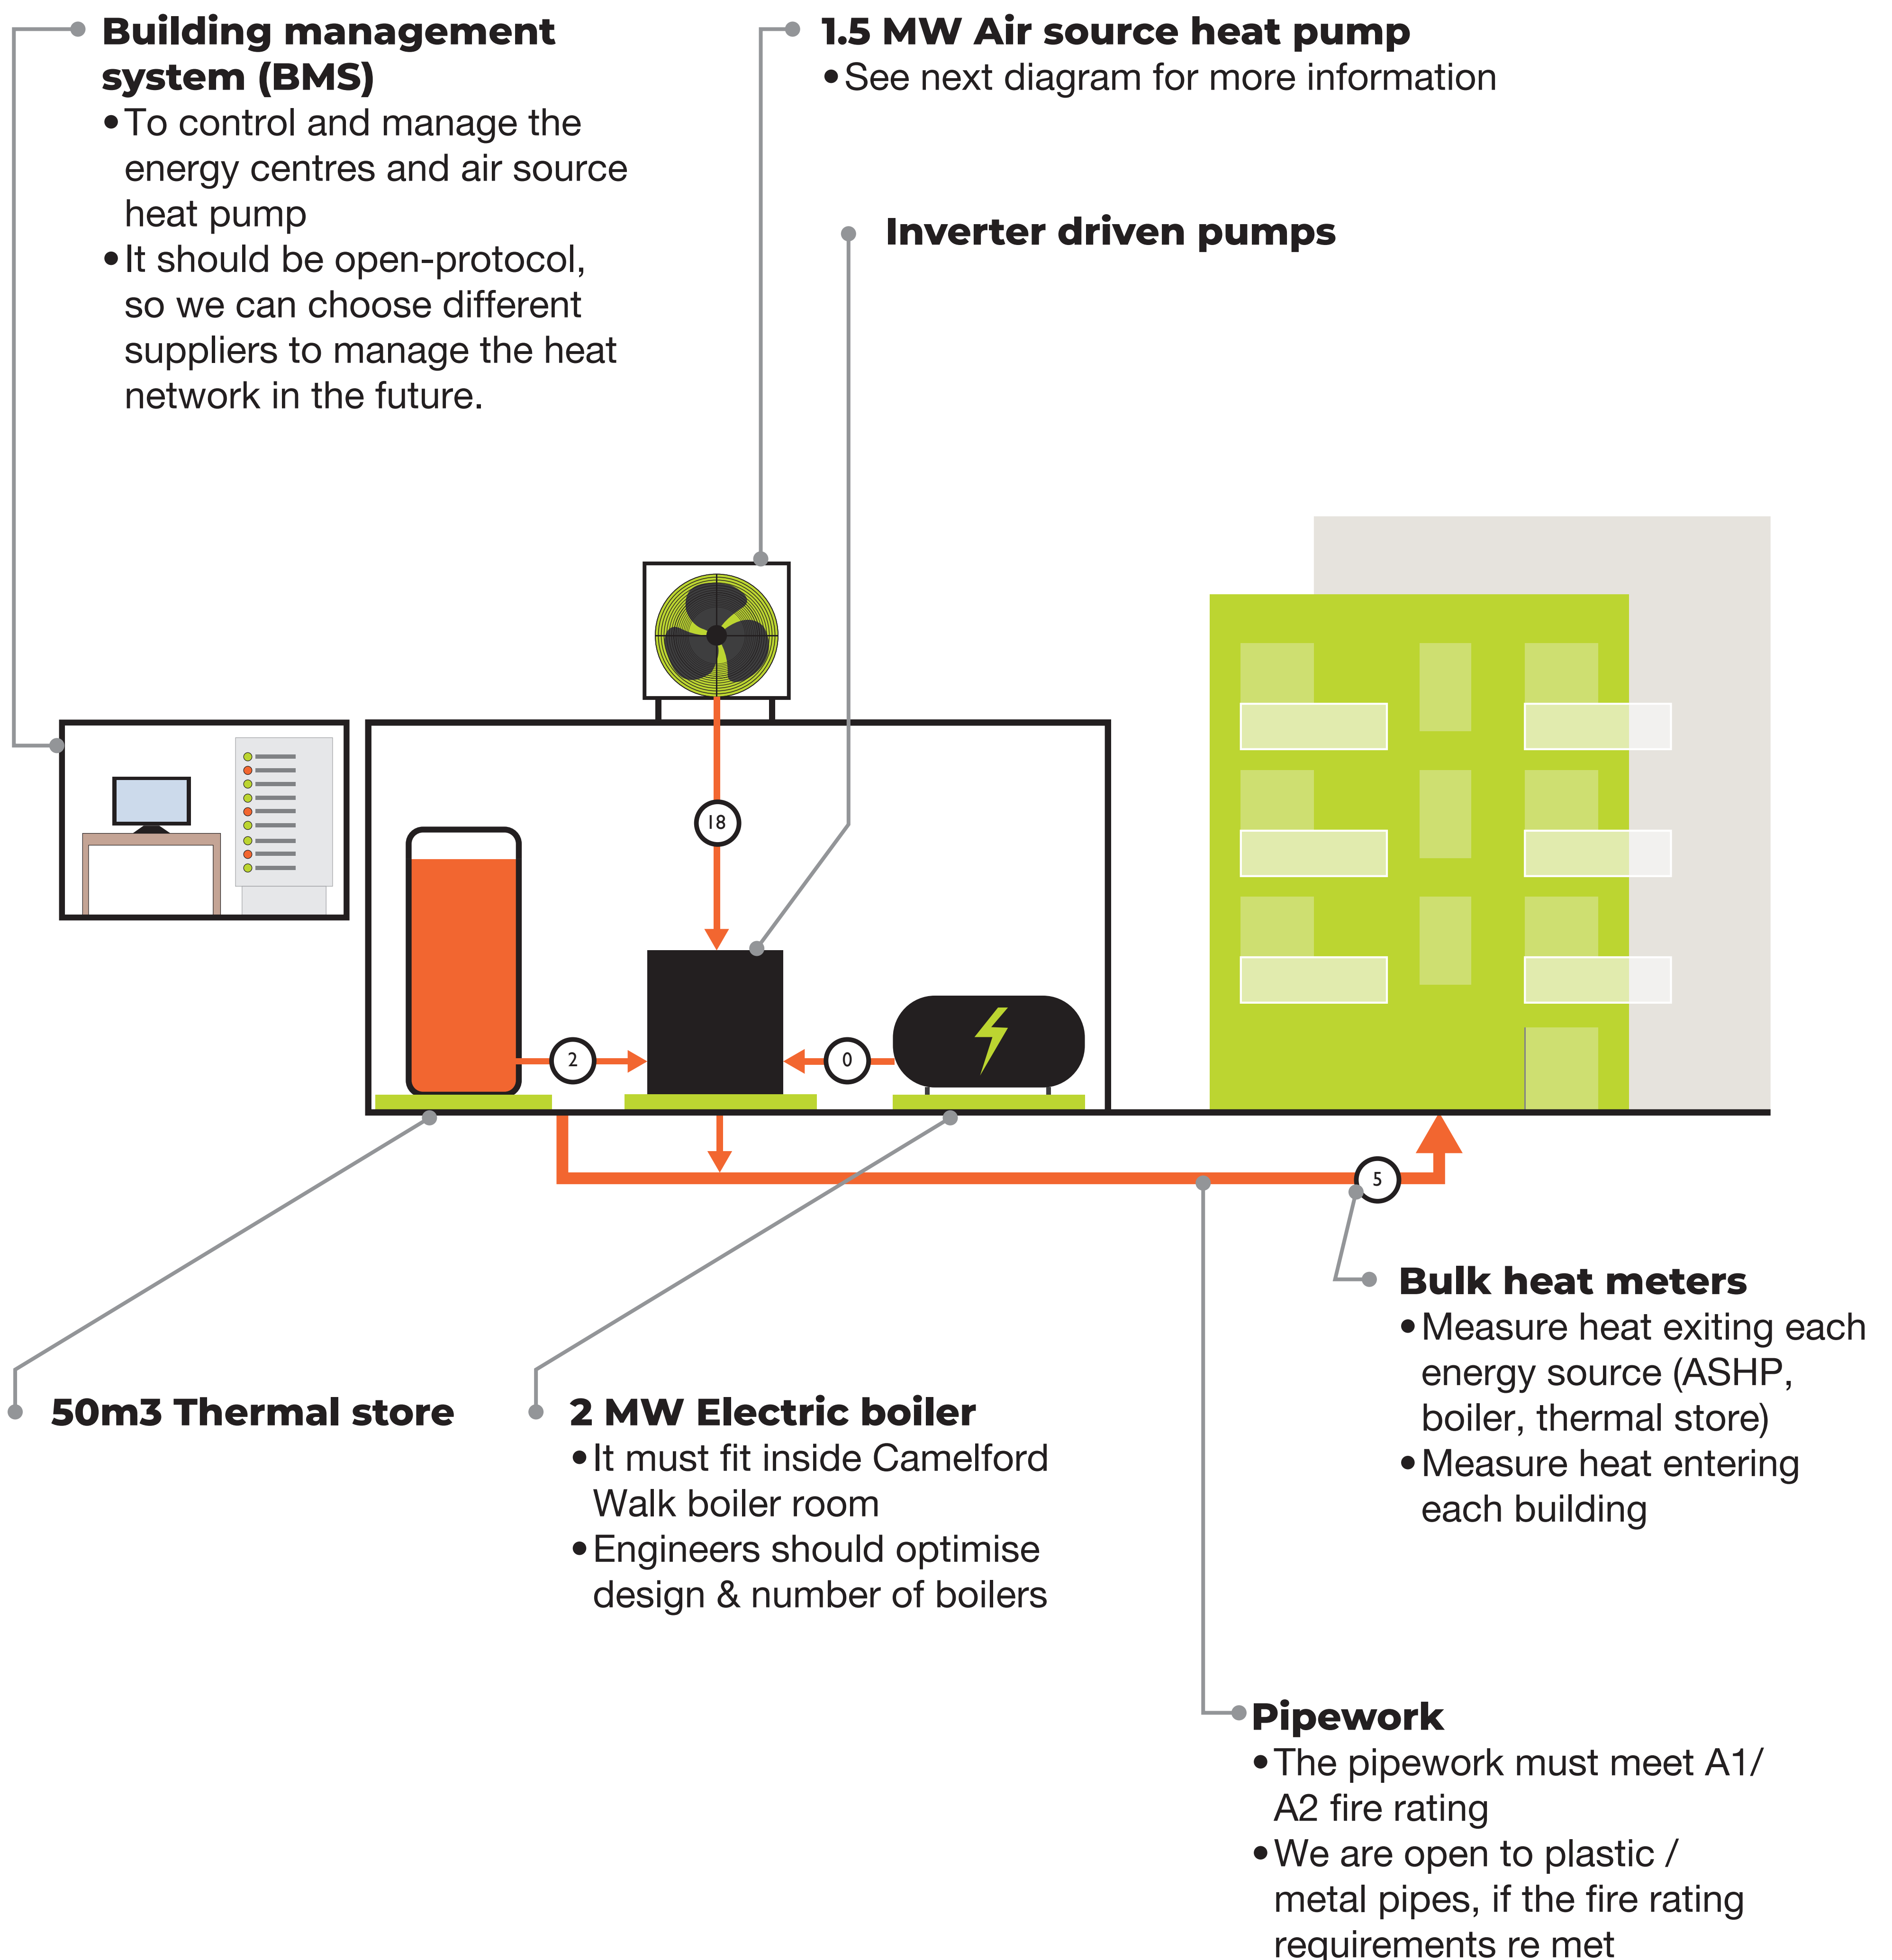 Building management
system (BMS)
•To control and manage the
energy centres and air source
heat pump
•It should be open-protocol,
so we can choose different
suppliers to manage the heat
network in the future.
1.5 MW Air source heat pump
•See next diagram for more information
Inverter driven pumps
18
2
0
5
Bulk heat meters
•Measure heat exiting each
energy source (ASHP,
boiler, thermal store)
•Measure heat entering
each building
50m3 Thermal store
2 MW Electric boiler
•It must fit inside Camelford
Walk boiler room
•Engineers should optimise
design & number of boilers
Pipework
•The pipework must meet A1/
A2 fire rating
•We are open to plastic /
metal pipes, if the fire rating
requirements re met